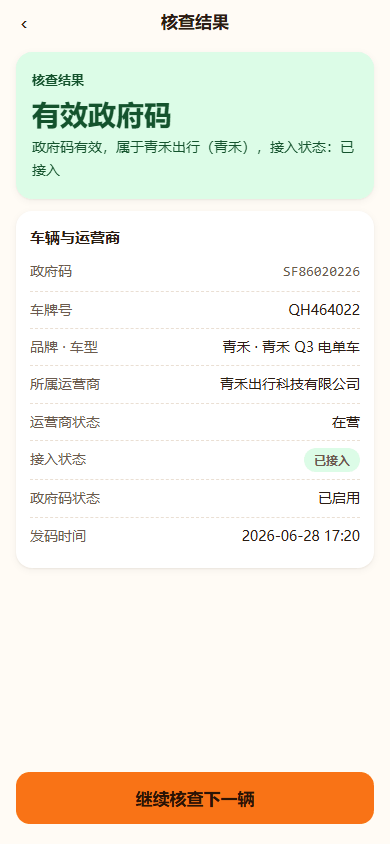 ‹
核查结果
核查结果
有效政府码
政府码有效，属于青禾出行（青禾），接入状态：已
接入
车辆与运营商
政府码 SF86020226
车牌号 QH464022
品牌 · 车型 青禾 · 青禾 Q3 电单车
所属运营商 青禾出行科技有限公司
运营商状态 在营
接入状态 已接入
政府码状态 已启用
发码时间 2026-06-28 17:20
继续核查下一辆